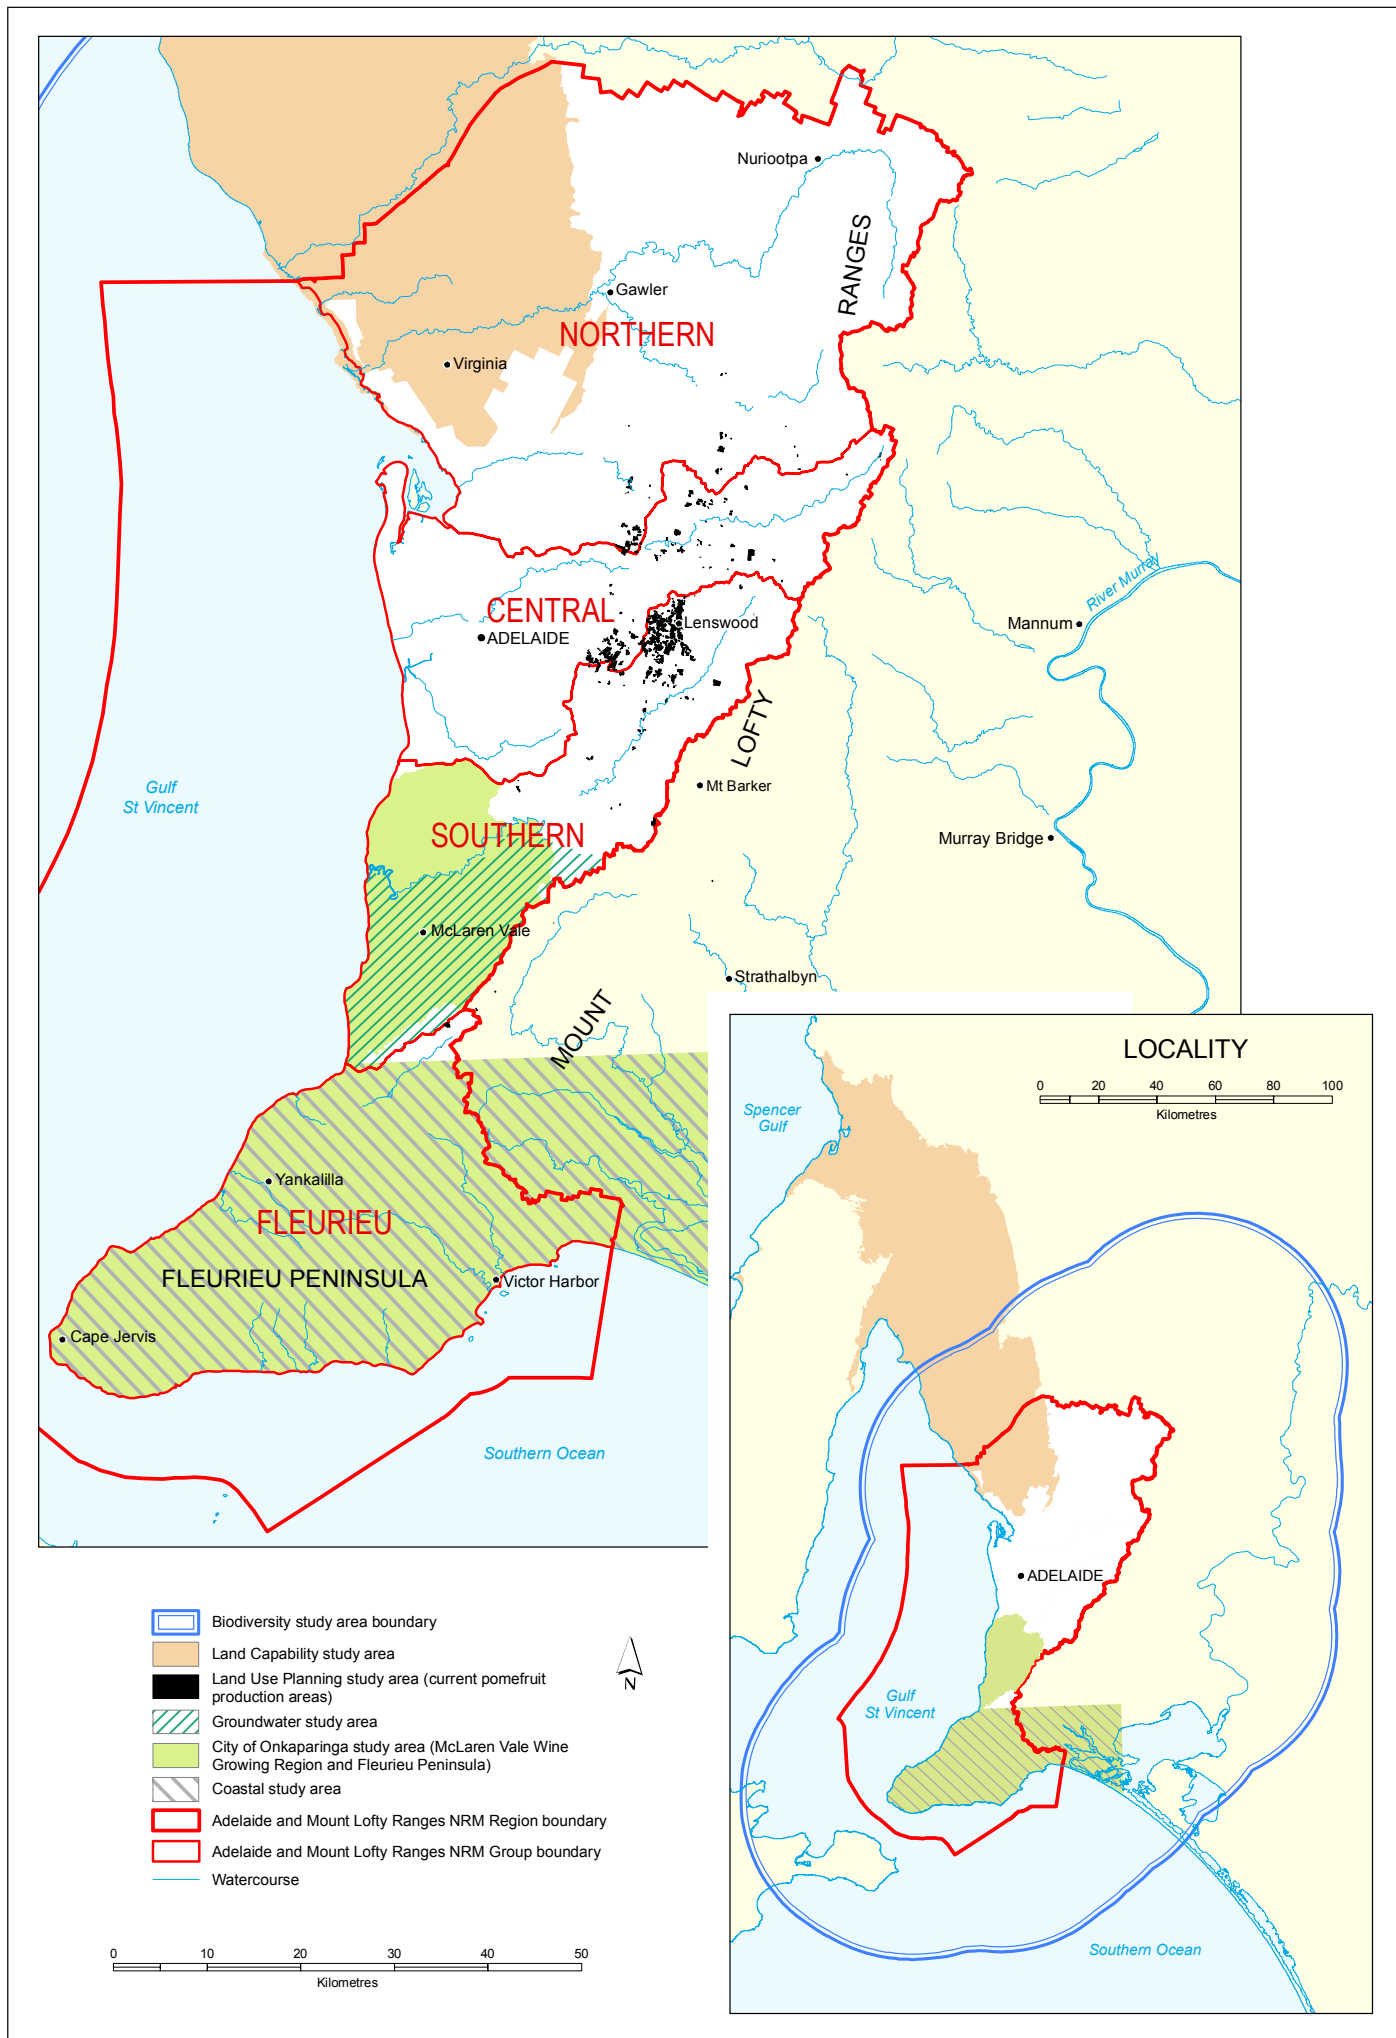 Nuriootpa
RANGES
Gawler
NORTHERN
Virginia
River Murray
CENTRAL
ADELAIDE
Lenswood
Mannum
LOFTY
Gulf
St Vincent
Mt Barker
SOUTHERN
Murray Bridge
McLaren Vale
Strathalbyn
MOUNT
Yankalilla
FLEURIEU
FLEURIEU PENINSULA
Victor Harbor
Cape Jervis
Southern Ocean
LOCALITY
0 20 40 60 80 100
Kilometres
Spencer
Gulf
ADELAIDE
Gulf
St Vincent
Southern Ocean
Biodiversity study area boundary
Land Capability study area
Land Use Planning study area (current pomefruit
production areas)
Groundwater study area
City of Onkaparinga study area (McLaren Vale Wine
Growing Region and Fleurieu Peninsula)
Coastal study area
Adelaide and Mount Lofty Ranges NRM Region boundary
Adelaide and Mount Lofty Ranges NRM Group boundary
Watercourse
N
0 10 20 30 40 50
Kilometres